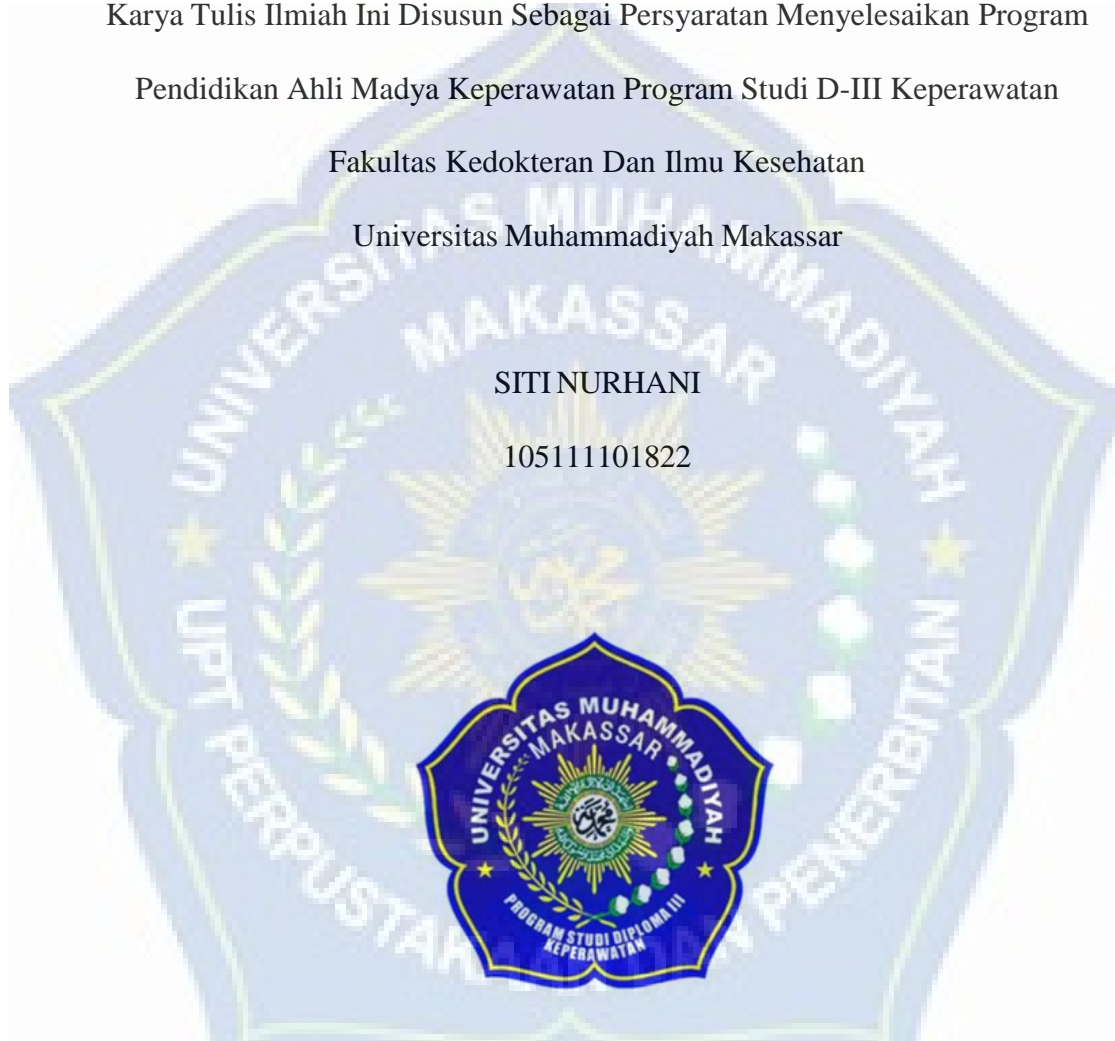 Karya Tulis Ilmiah Ini Disusun Sebagai Persyaratan Menyelesaikan Program
Pendidikan Ahli Madya Keperawatan Program Studi D-III Keperawatan
Fakultas Kedokteran Dan Ilmu Kesehatan
Universitas Muhammadiyah Makassar
SITI NURHANI
105111101822
UNIVERSITAS MUHAMMADIYAH
MAKASSAR
UPT PERPUSTAKAAN DAN PENERBITAN
UNIVERSITAS MUHAMMADIYAH
MAKASSAR
PROGRAM STUDI DIPLOMA III
KEPERAWATAN